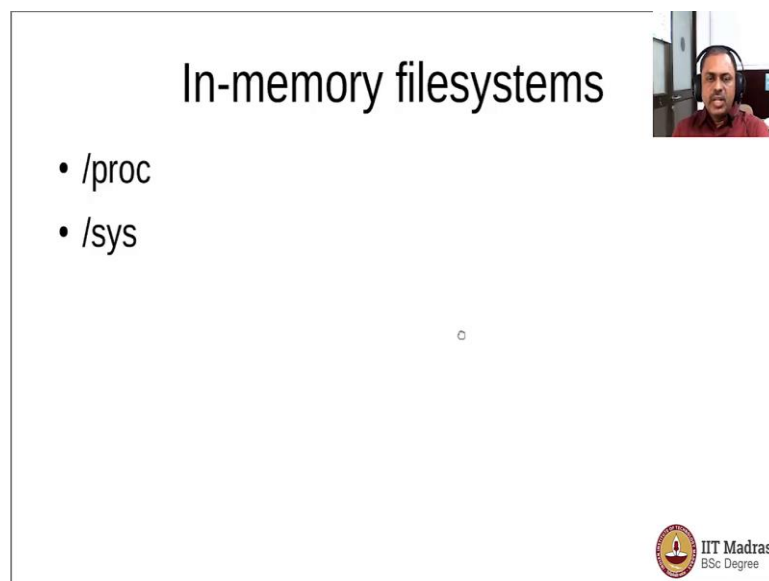 In-memory filesystems
• /proc
• /sys
IIT Madras
BSc Degree